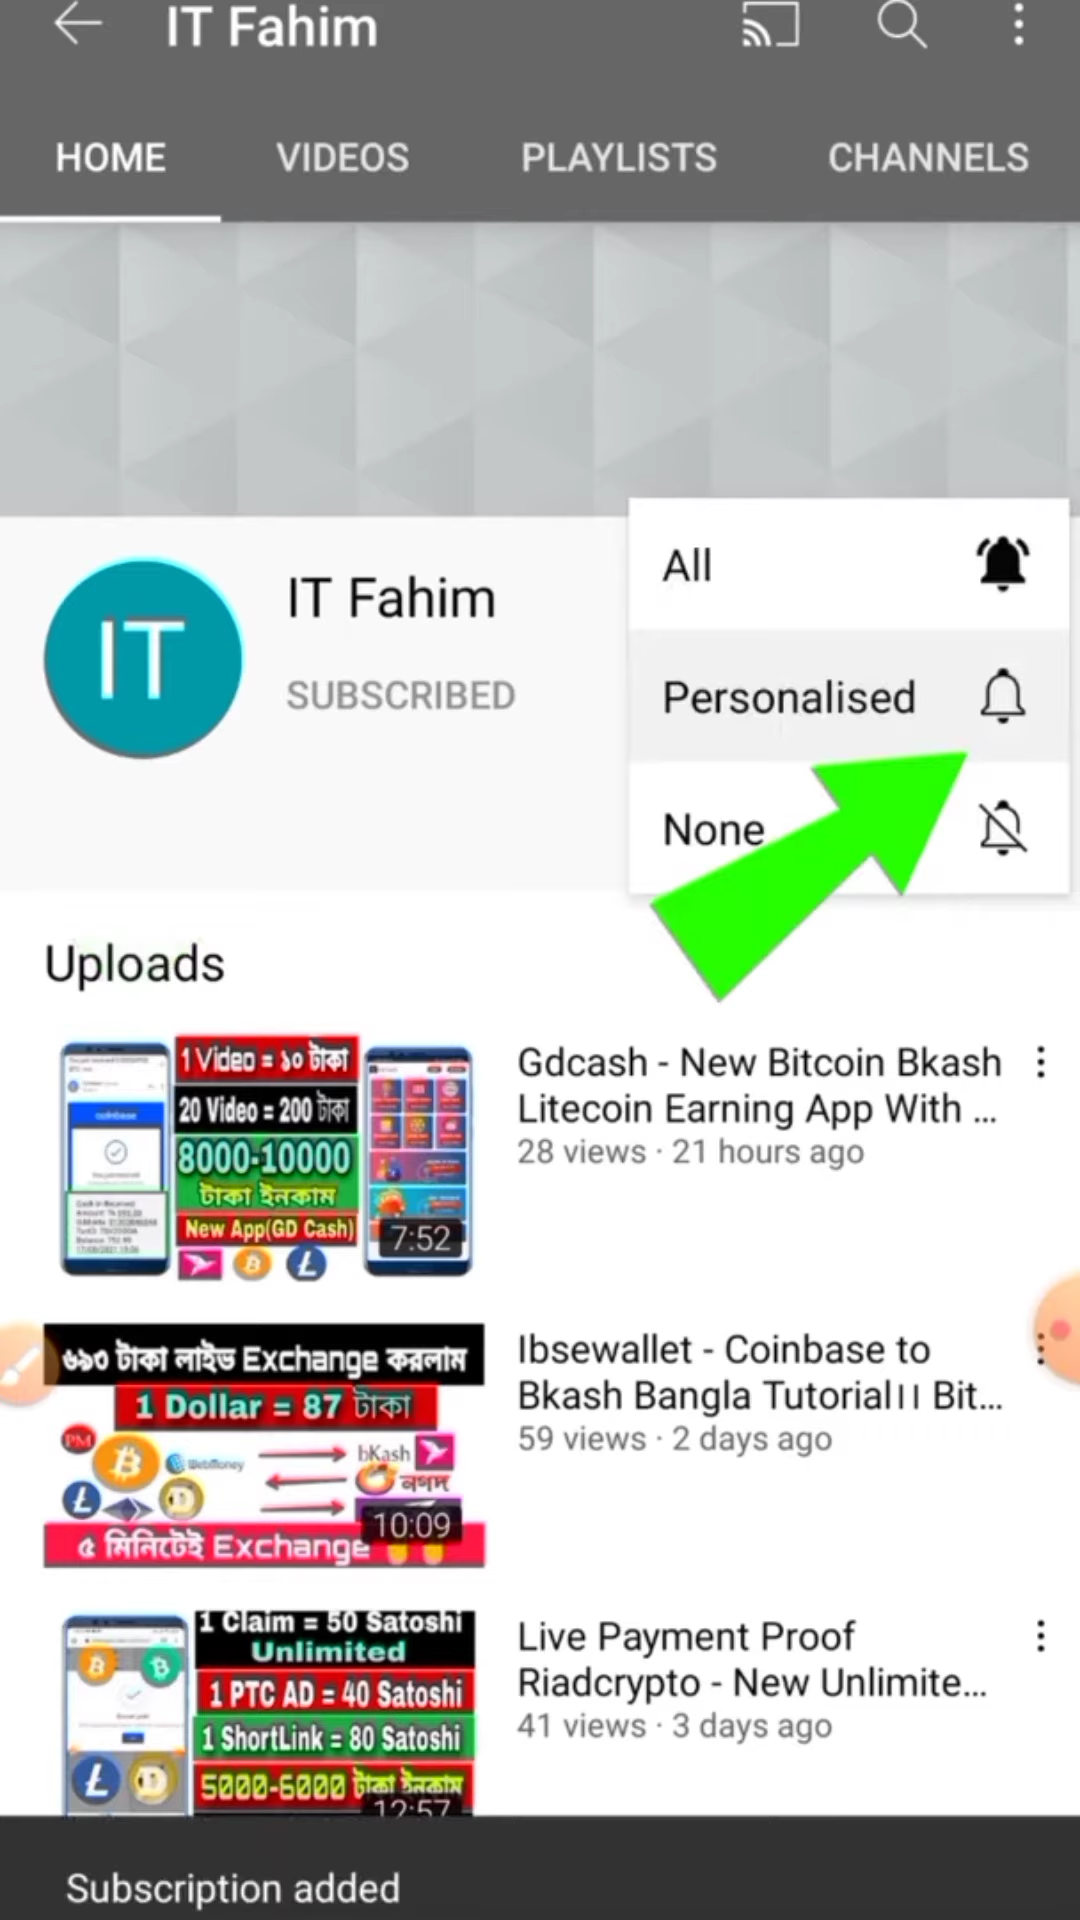 IT Fahim
HOME
VIDEOS
PLAYLISTS
CHANNELS
All
IT Fahim
SUBSCRIBED
Personalised
None
Uploads
1 Video = ১০ টাকা
20 Video = 200 টাকা
8000-10000
টাকা ইনকাম
New App(GD Cash)
coinbase
7:52
Gdcash - New Bitcoin Bkash
Litecoin Earning App With ...
28 views · 21 hours ago
৬৯৩ টাকা লাইভ Exchange করলাম
1 Dollar = 87 টাকা
PM
WebMoney
bKash
নগদ
10:09
৫ মিনিটেই Exchange
Ibsewallet - Coinbase to
Bkash Bangla Tutorial।। Bit...
59 views · 2 days ago
1 Claim = 50 Satoshi
Unlimited
1 PTC AD = 40 Satoshi
1 ShortLink = 80 Satoshi
5000-6000 টাকা ইনকাম
12:57
Live Payment Proof
Riadcrypto - New Unlimite...
41 views · 3 days ago
Subscription added